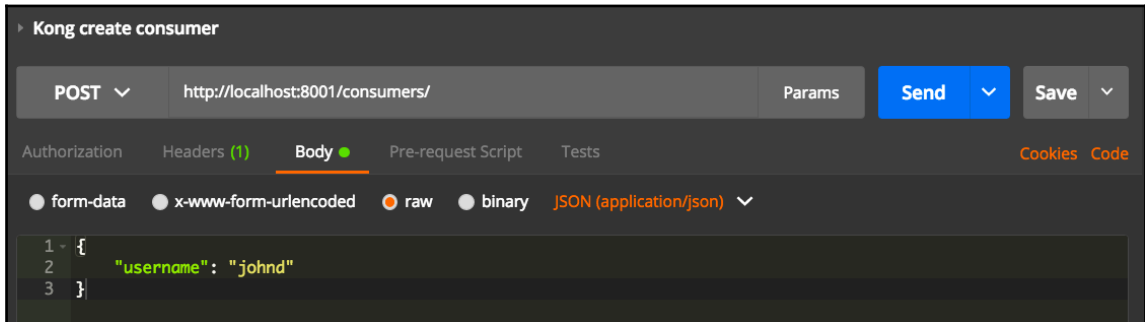 Kong create consumer
POST http://localhost:8001/consumers/ Params Send Save
Authorization Headers (1) Body Pre-request Script Tests Cookies Code
form-data x-www-form-urlencoded raw binary JSON (application/json)
1 {
2 "username": "johnd"
3 }